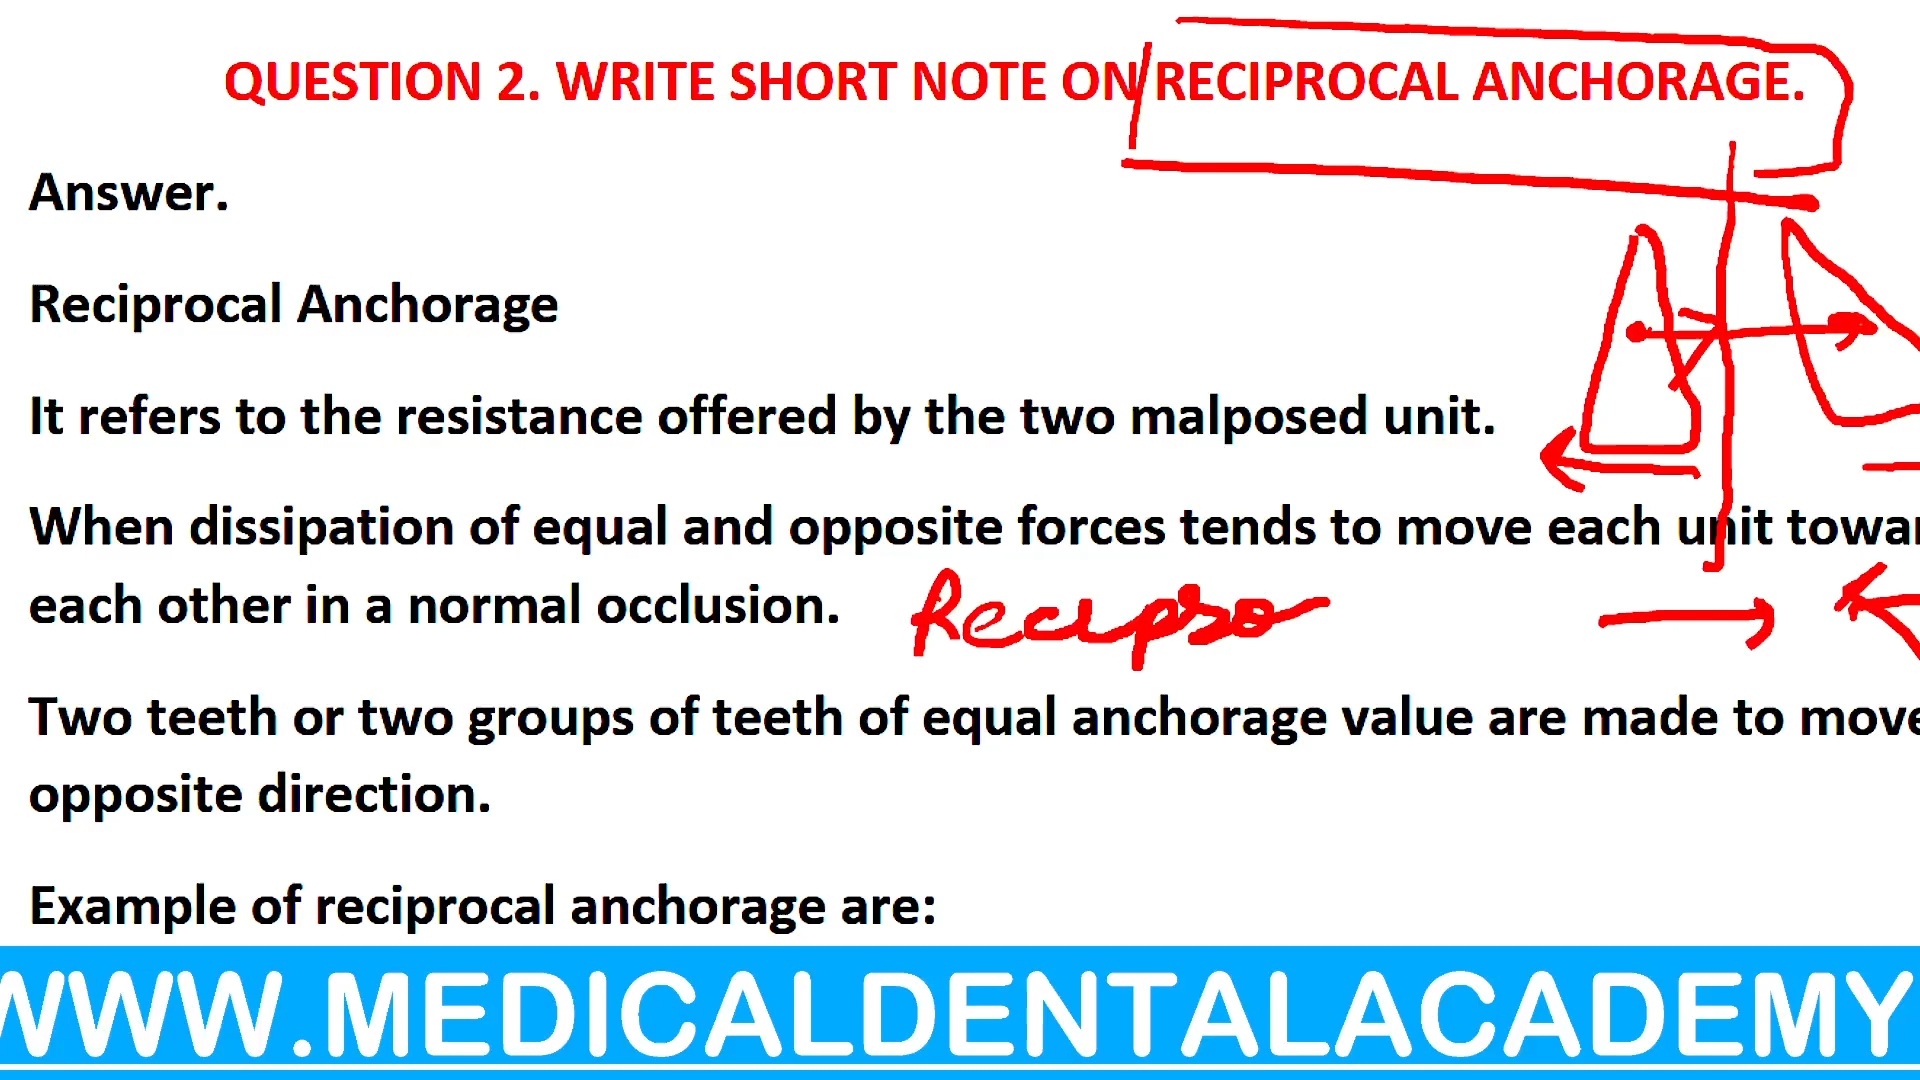 QUESTION 2. WRITE SHORT NOTE ON RECIPROCAL ANCHORAGE.
Answer.
Reciprocal Anchorage
It refers to the resistance offered by the two malposed unit.
When dissipation of equal and opposite forces tends to move each unit towar
each other in a normal occlusion.
Recipro
Two teeth or two groups of teeth of equal anchorage value are made to move
opposite direction.
Example of reciprocal anchorage are:
WWW.MEDICALDENTALACADEMY